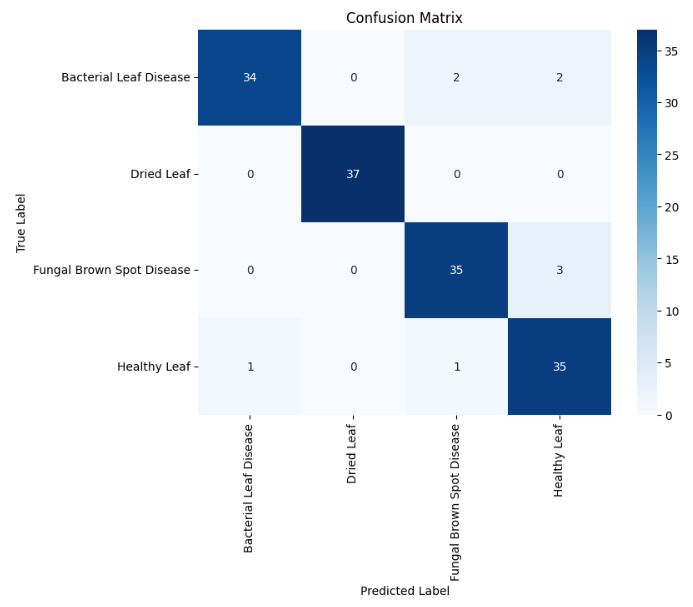 Confusion Matrix
True Label
Bacterial Leaf Disease 34 0 2 2
Dried Leaf 0 37 0 0
Fungal Brown Spot Disease 0 0 35 3
Healthy Leaf 1 0 1 35
Bacterial Leaf Disease
Dried Leaf
Fungal Brown Spot Disease
Healthy Leaf
Predicted Label
35
30
25
20
15
10
5
0